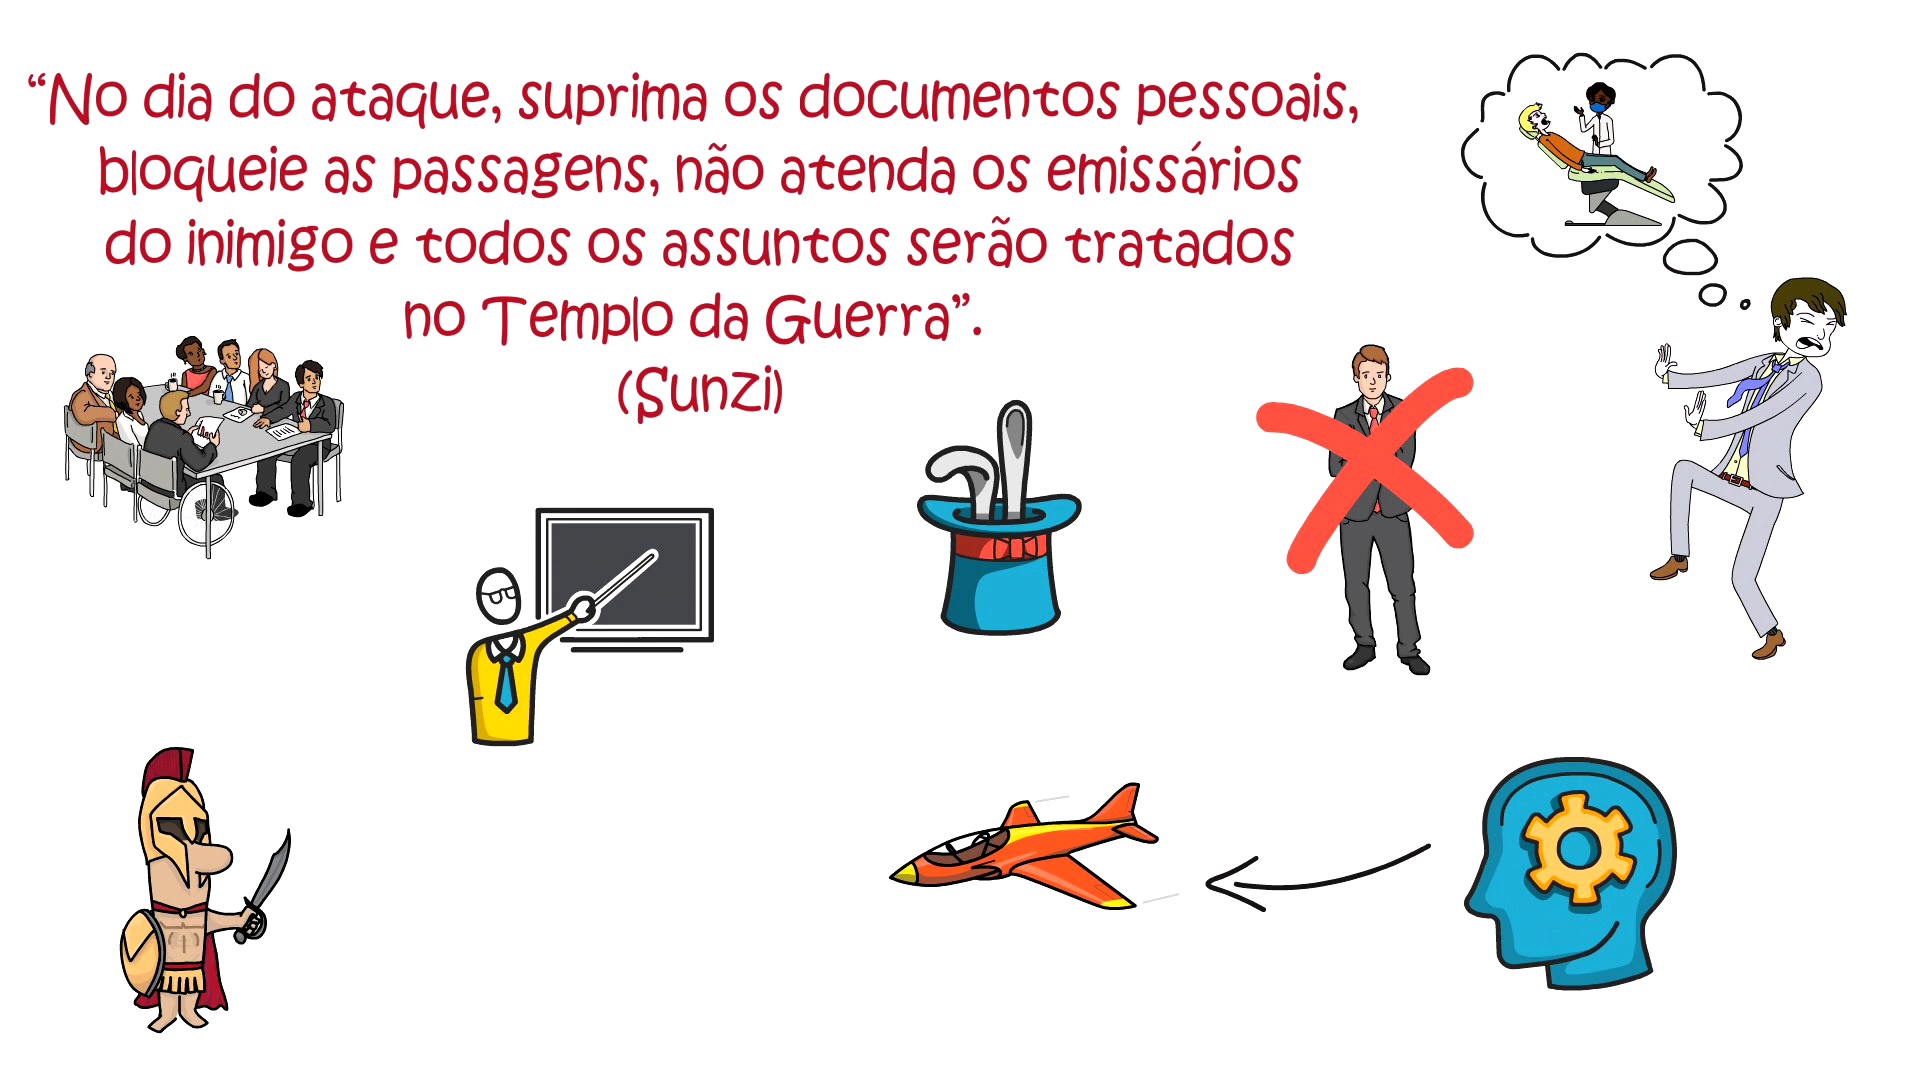 “No dia do ataque, suprima os documentos pessoais,
bloqueie as passagens, não atenda os emissários
do inimigo e todos os assuntos serão tratados
no Templo da Guerra”.
(Sunzi)